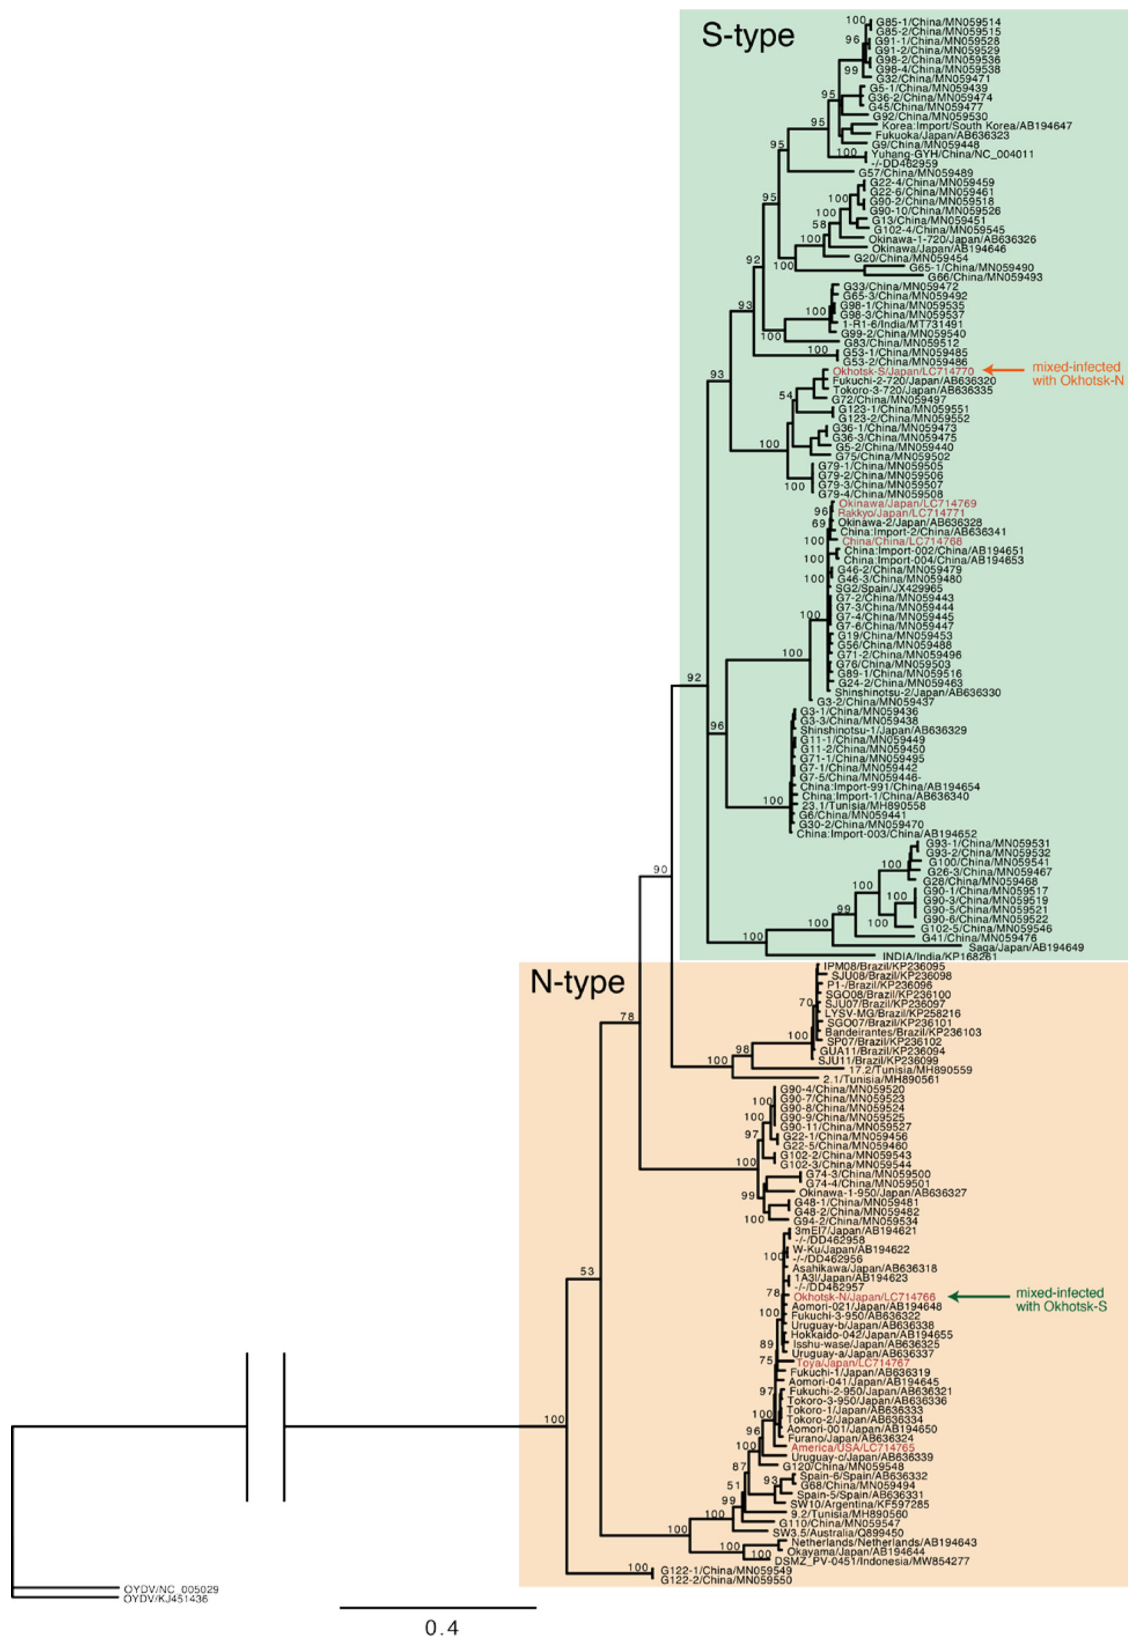 S-type
100
G85-1/China/MN059514
G85-2/China/MN059515
96
G91-1/China/MN059528
G91-2/China/MN059529
G98-2/China/MN059536
99
G98-4/China/MN059538
G32/China/MN059471
G5-1/China/MN059439
95
G36-2/China/MN059474
G45/China/MN059477
G92/China/MN059530
95
Korea:Import/South Korea/AB194647
Fukuoka/Japan/AB636323
95
G9/China/MN059448
100
Yuhang-GYH/China/NC_004011
-/-DD462959
G57/China/MN059489
G22-4/China/MN059459
95
G22-6/China/MN059461
100
G90-2/China/MN059518
100
G90-10/China/MN059526
58
G13/China/MN059451
G102-4/China/MN059545
100
Okinawa-1-720/Japan/AB636326
Okinawa/Japan/AB194646
92
G20/China/MN059454
100
G65-1/China/MN059490
G66/China/MN059493
G33/China/MN059472
G65-3/China/MN059492
93
G98-1/China/MN059535
100
G98-3/China/MN059537
1-R1-6/India/MT731491
G99-2/China/MN059540
100
G83/China/MN059512
100
G53-1/China/MN059485
G53-2/China/MN059486
Okhotsk-S/Japan/LC714770
mixed-infected
with Okhotsk-N
93
Fukuchi-2-720/Japan/AB636320
Tokoro-3-720/Japan/AB636335
54
G72/China/MN059497
G123-1/China/MN059551
G123-2/China/MN059552
G36-1/China/MN059473
G36-3/China/MN059475
100
G5-2/China/MN059440
G75/China/MN059502
G79-1/China/MN059505
G79-2/China/MN059506
100
G79-3/China/MN059507
G79-4/China/MN059508
Okinawa/Japan/LC714769
96
Rakkyo/Japan/LC714771
69
Okinawa-2/Japan/AB636328
China:Import-2/China/AB636341
100
China/China/LC714768
China:Import-002/China/AB194651
100
China:Import-004/China/AB194653
G46-2/China/MN059479
100
G46-3/China/MN059480
SG2/Spain/JX429965
G7-2/China/MN059443
G7-3/China/MN059444
100
G7-4/China/MN059445
G7-6/China/MN059447
G19/China/MN059453
G56/China/MN059488
100
G71-2/China/MN059496
G76/China/MN059503
G89-1/China/MN059516
92
G24-2/China/MN059463
Shinshinotsu-2/Japan/AB636330
G3-2/China/MN059437
G3-1/China/MN059436
96
G3-3/China/MN059438
Shinshinotsu-1/Japan/AB636329
G11-1/China/MN059449
G11-2/China/MN059450
G71-1/China/MN059495
G7-1/China/MN059442
G7-5/China/MN059446-
China:Import-991/China/AB194654
China:Import-1/China/AB636340
100
23.1/Tunisia/MH890558
G6/China/MN059441
G30-2/China/MN059470
China:Import-003/China/AB194652
G93-1/China/MN059531
G93-2/China/MN059532
100
G100/China/MN059541
90
G26-3/China/MN059467
G28/China/MN059468
100
G90-1/China/MN059517
100
G90-3/China/MN059519
99
G90-5/China/MN059521
100
G90-6/China/MN059522
100
G102-5/China/MN059546
100
G41/China/MN059476
Saga/Japan/AB194649
INDIA/India/KP168261
N-type
IPM08/Brazil/KP236095
SJU08/Brazil/KP236098
P1-/Brazil/KP236096
SGO08/Brazil/KP236100
70
SJU07/Brazil/KP236097
LYSV-MG/Brazil/KP258216
78
SGO07/Brazil/KP236101
Bandeirantes/Brazil/KP236103
100
SP07/Brazil/KP236102
98
GUA11/Brazil/KP236094
100
SJU11/Brazil/KP236099
17.2/Tunisia/MH890559
2.1/Tunisia/MH890561
G90-4/China/MN059520
100
G90-7/China/MN059523
G90-8/China/MN059524
100
G90-9/China/MN059525
G90-11/China/MN059527
97
G22-1/China/MN059456
G22-5/China/MN059460
100
G102-2/China/MN059543
G102-3/China/MN059544
G74-3/China/MN059500
G74-4/China/MN059501
99
Okinawa-1-950/Japan/AB636327
G48-1/China/MN059481
G48-2/China/MN059482
100
G94-2/China/MN059534
3mEI7/Japan/AB194621
-/-/DD462958
W-Ku/Japan/AB194622
100
-/-/DD462956
53
Asahikawa/Japan/AB636318
1A3I/Japan/AB194623
-/-/DD462957
78
Okhotsk-N/Japan/LC714766
mixed-infected
with Okhotsk-S
Aomori-021/Japan/AB194648
100
Fukuchi-3-950/AB636322
Uruguay-b/Japan/AB636338
Hokkaido-042/Japan/AB194655
89
Isshu-wase/Japan/AB636325
Uruguay-a/Japan/AB636337
75
Toya/Japan/LC714767
Fukuchi-1/Japan/AB636319
Aomori-041/Japan/AB194645
97
Fukuchi-2-950/Japan/AB636321
Tokoro-3-950/Japan/AB636336
Tokoro-1/Japan/AB636333
100
100
Tokoro-2/Japan/AB636334
96
Aomori-001/Japan/AB194650
Furano/Japan/AB636324
100
America/USA/LC714765
Uruguay-c/Japan/AB636339
87
G120/China/MN059548
93
Spain-6/Spain/AB636332
51
G68/China/MN059494
Spain-5/Spain/AB636331
99
SW10/Argentina/KF597285
100
9.2/Tunisia/MH890560
G110/China/MN059547
100
SW3.5/Australia/Q899450
Netherlands/Netherlands/AB194643
100
Okayama/Japan/AB194644
DSMZ_PV-0451/Indonesia/MW854277
100
G122-1/China/MN059549
G122-2/China/MN059550
OYDV/NC_005029
OYDV/KJ451436
0.4